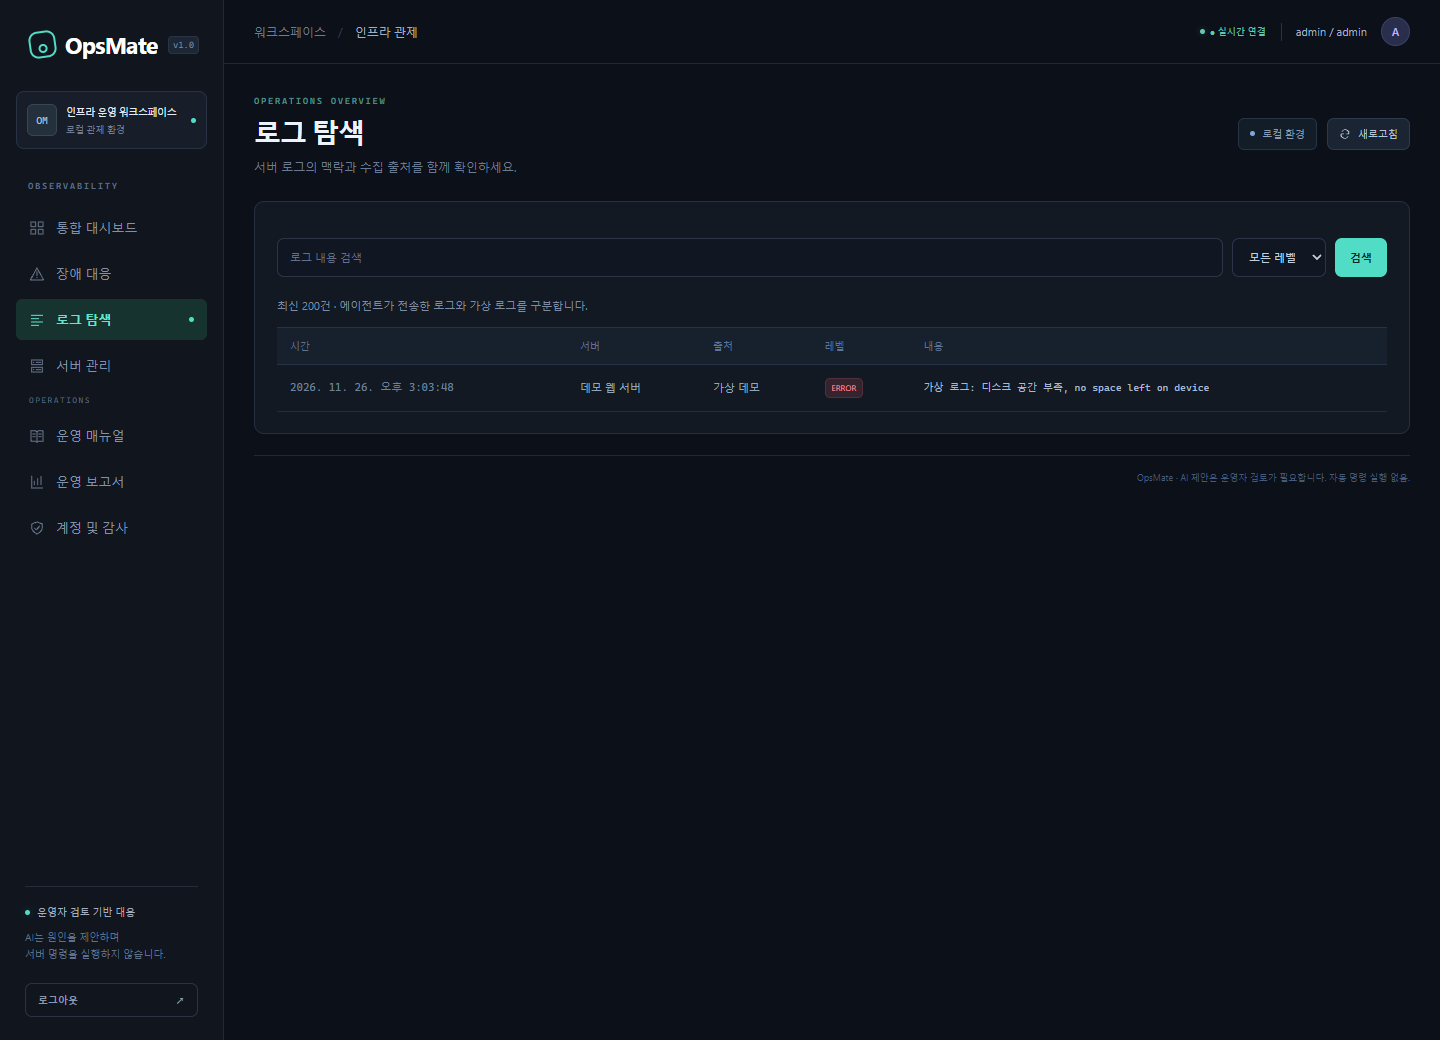 OpsMate v1.0
OM 인프라 운영 워크스페이스
로컬 관제 환경
OBSERVABILITY
통합 대시보드
장애 대응
로그 탐색
서버 관리
OPERATIONS
운영 매뉴얼
운영 보고서
계정 및 감사
운영자 검토 기반 대응
AI는 원인을 제안하며
서버 명령을 실행하지 않습니다.
로그아웃 ↗
워크스페이스 / 인프라 관제
● 실시간 연결 admin / admin A
OPERATIONS OVERVIEW
로그 탐색
서버 로그의 맥락과 수집 출처를 함께 확인하세요.
로컬 환경 새로고침
로그 내용 검색 모든 레벨 검색
최신 200건 · 에이전트가 전송한 로그와 가상 로그를 구분합니다.
시간 서버 출처 레벨 내용
2026. 11. 26. 오후 3:03:48 데모 웹 서버 가상 데모 ERROR 가상 로그: 디스크 공간 부족, no space left on device
OpsMate · AI 제안은 운영자 검토가 필요합니다. 자동 명령 실행 없음.